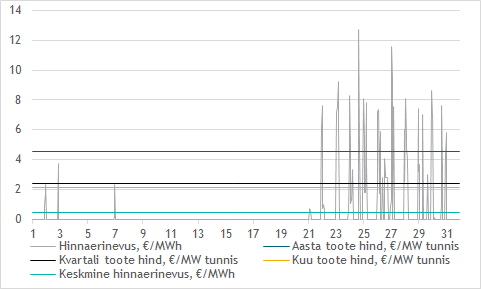 14
12
10
8
6
4
2
0
1 3 5 7 9 11 13 15 17 19 21 23 25 27 29 31
Hinnaerinevus, €/MWh Aasta toote hind, €/MW tunnis
Kvartali toote hind, €/MW tunnis Kuu toote hind, €/MW tunnis
Keskmine hinnaerinevus, €/MWh